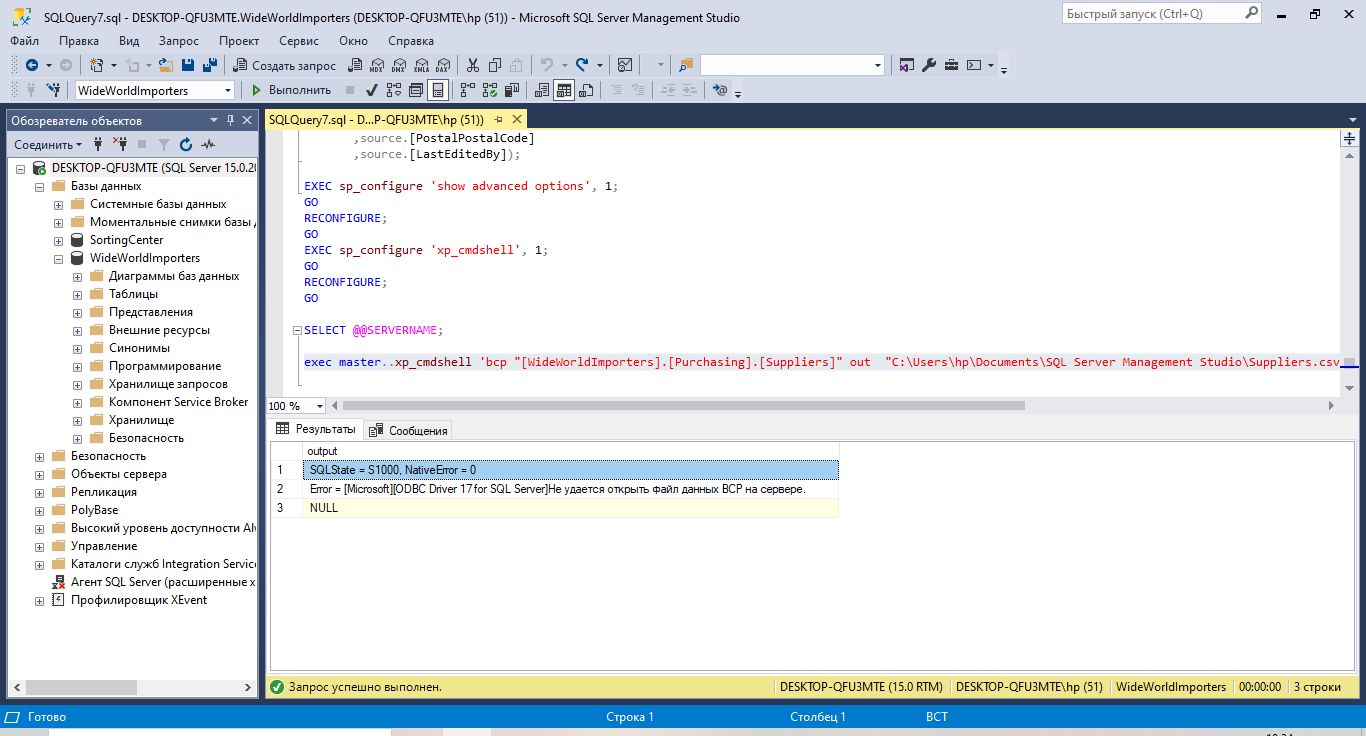 SQLQuery7.sql - DESKTOP-QFU3MTE.WideWorldImporters (DESKTOP-QFU3MTE\hp (51)) - Microsoft SQL Server Management Studio
Быстрый запуск (Ctrl+Q)
Файл Правка Вид Запрос Проект Сервис Окно Справка
Создать запрос MDX DMX XMLA DAX
WideWorldImporters Выполнить
Обозреватель объектов
Соединить
DESKTOP-QFU3MTE (SQL Server 15.0.20
Базы данных
Системные базы данных
Моментальные снимки базы д
SortingCenter
WideWorldImporters
Диаграммы баз данных
Таблицы
Представления
Внешние ресурсы
Синонимы
Программирование
Хранилище запросов
Компонент Service Broker
Хранилище
Безопасность
Безопасность
Объекты сервера
Репликация
PolyBase
Высокий уровень доступности Alv
Управление
Каталоги служб Integration Service
Агент SQL Server (расширенные х
Профилировщик XEvent
SQLQuery7.sql - D...P-QFU3MTE\hp (51))
,source.[PostalPostalCode]
,source.[LastEditedBy]);
EXEC sp_configure 'show advanced options', 1;
GO
RECONFIGURE;
GO
EXEC sp_configure 'xp_cmdshell', 1;
GO
RECONFIGURE;
GO
SELECT @@SERVERNAME;
exec master..xp_cmdshell 'bcp "[WideWorldImporters].[Purchasing].[Suppliers]" out "C:\Users\hp\Documents\SQL Server Management Studio\Suppliers.csv
100 %
Результаты Сообщения
output
1 SQLState = S1000, NativeError = 0
2 Error = [Microsoft][ODBC Driver 17 for SQL Server]Не удается открыть файл данных BCP на сервере.
3 NULL
Запрос успешно выполнен. DESKTOP-QFU3MTE (15.0 RTM) DESKTOP-QFU3MTE\hp (51) WideWorldImporters 00:00:00 3 строки
Готово Строка 1 Столбец 1 ВСТ